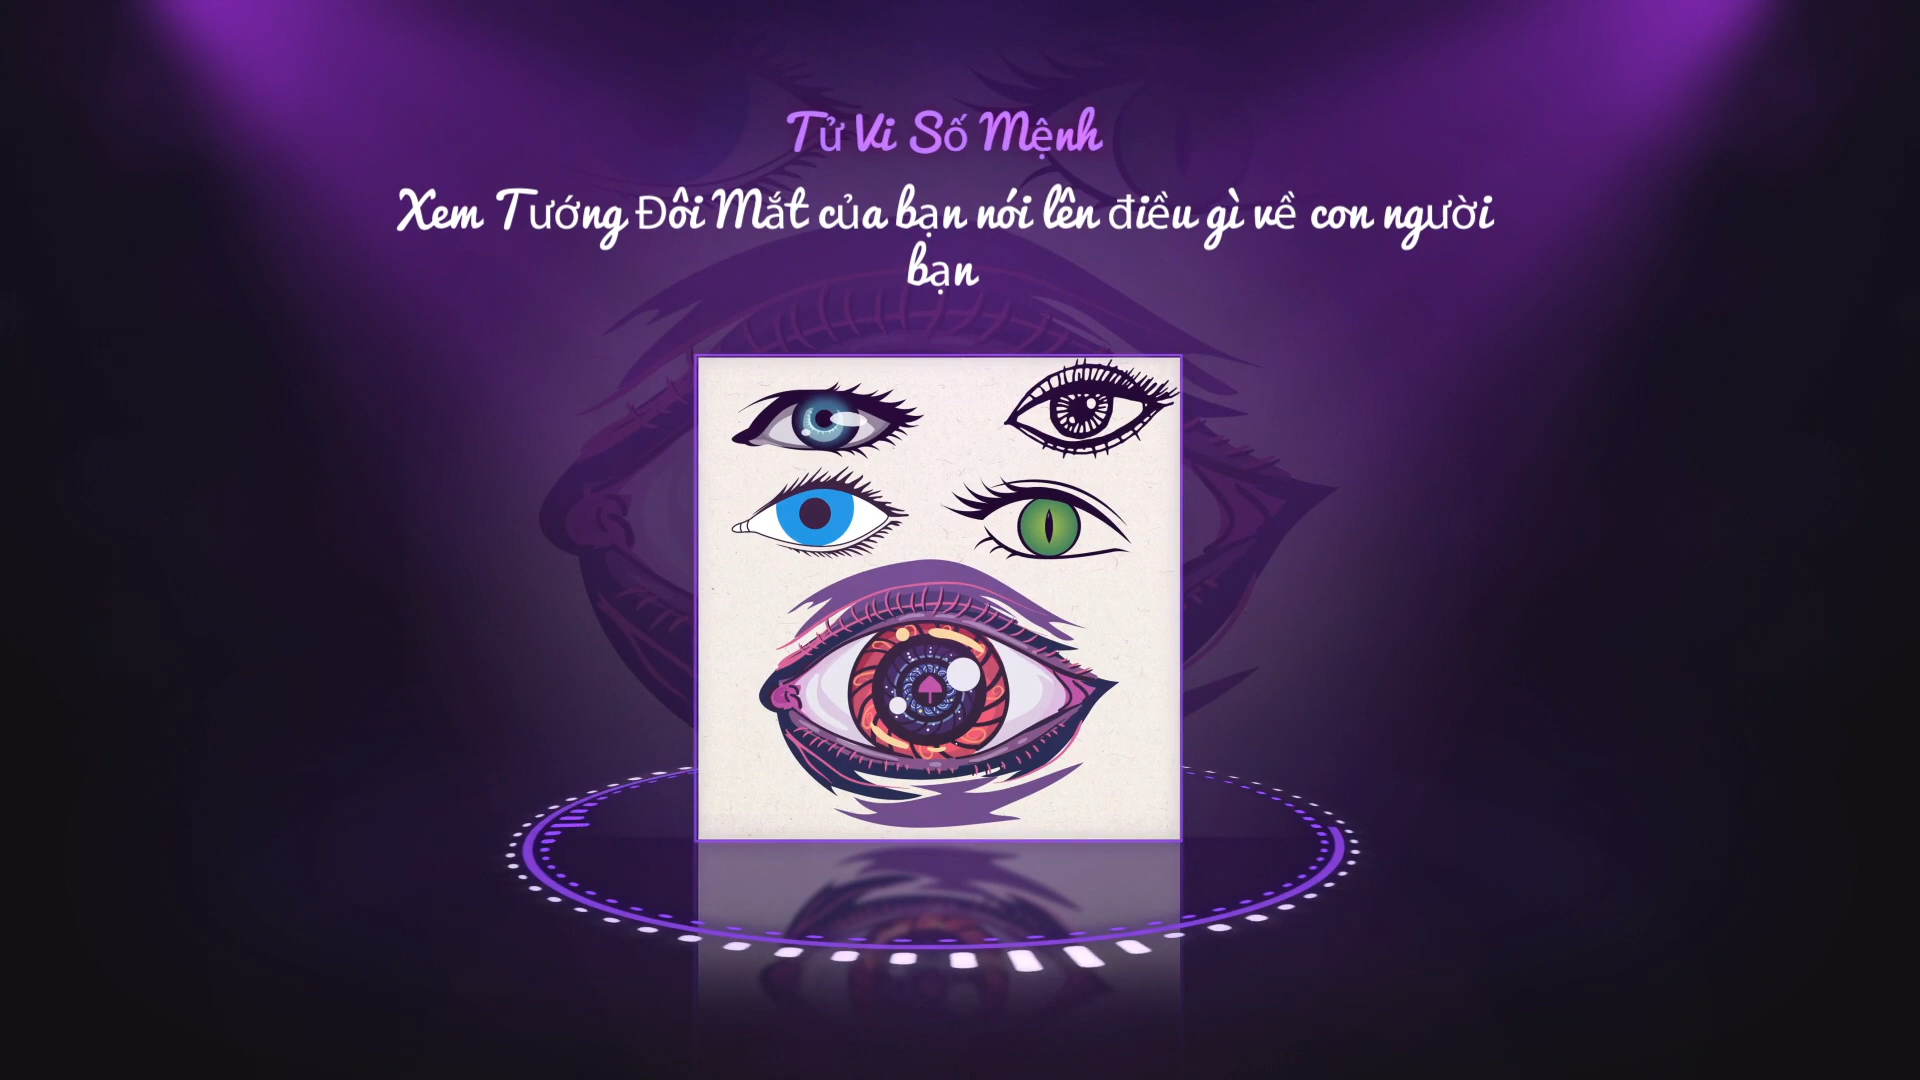 Tử Vi Số Mệnh
Xem Tướng Đôi Mắt của bạn nói lên điều gì về con người
bạn